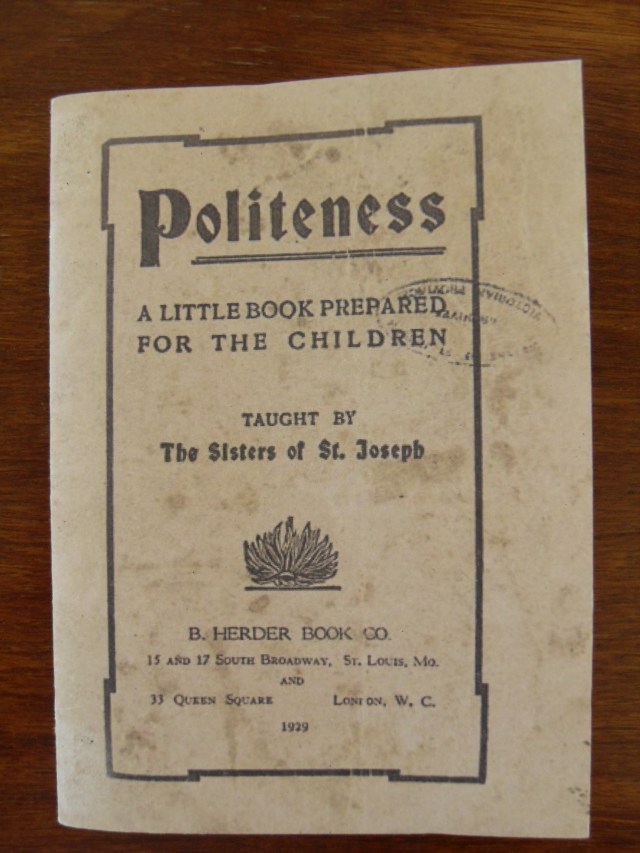 Politeness
A LITTLE BOOK PREPARED
FOR THE CHILDREN
VICTORIAN
TAUGHT BY
The Sisters of St. Joseph
B. HERDER BOOK CO.
15 AND 17 SOUTH BROADWAY, ST. LOUIS, MO.
AND
33 QUEEN SQUARE LONDON, W. C.
1929